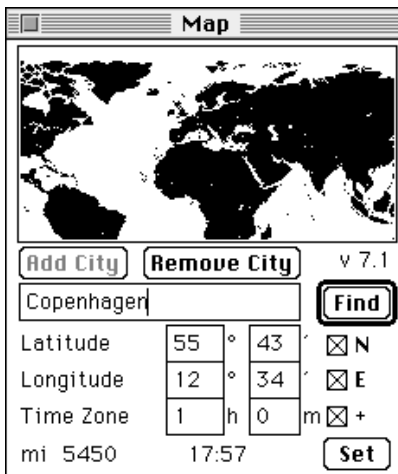 Map
Add City Remove City v 7.1
Copenhagen Find
Latitude 55 ° 43 ´ N
Longitude 12 ° 34 ´ E
Time Zone 1 h 0 m +
mi 5450 17:57 Set